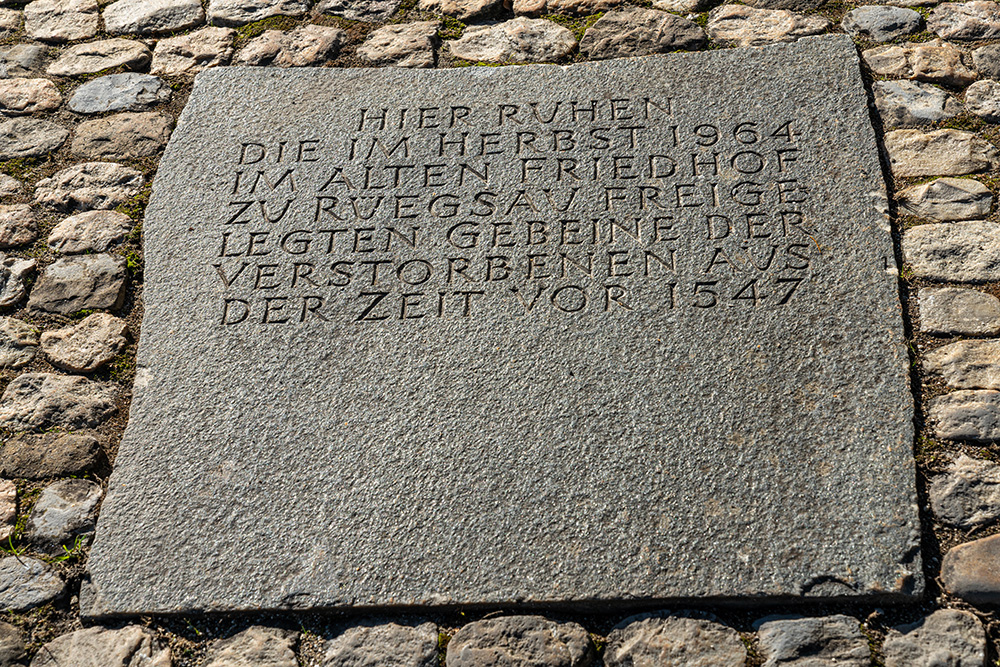 HIER RUHEN
DIE IM HERBST 1964
IM ALTEN FRIEDHOF
ZU RÜEGSAU FREIGE
LEGTEN GEBEINE DER
VERSTORBENEN AUS
DER ZEIT VOR 1547